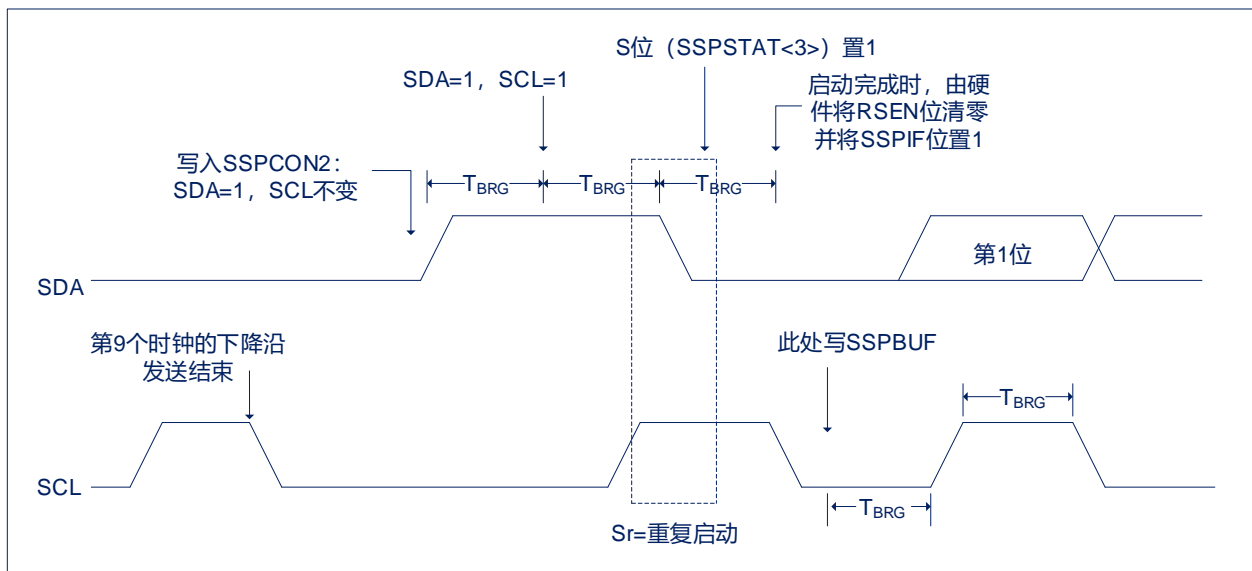 S位（SSPSTAT<3>）置1
SDA=1，SCL=1
启动完成时，由硬
件将RSEN位清零
并将SSPIF位置1
写入SSPCON2：
SDA=1，SCL不变
TBRG
TBRG
TBRG
第1位
SDA
第9个时钟的下降沿
发送结束
此处写SSPBUF
TBRG
SCL
TBRG
Sr=重复启动